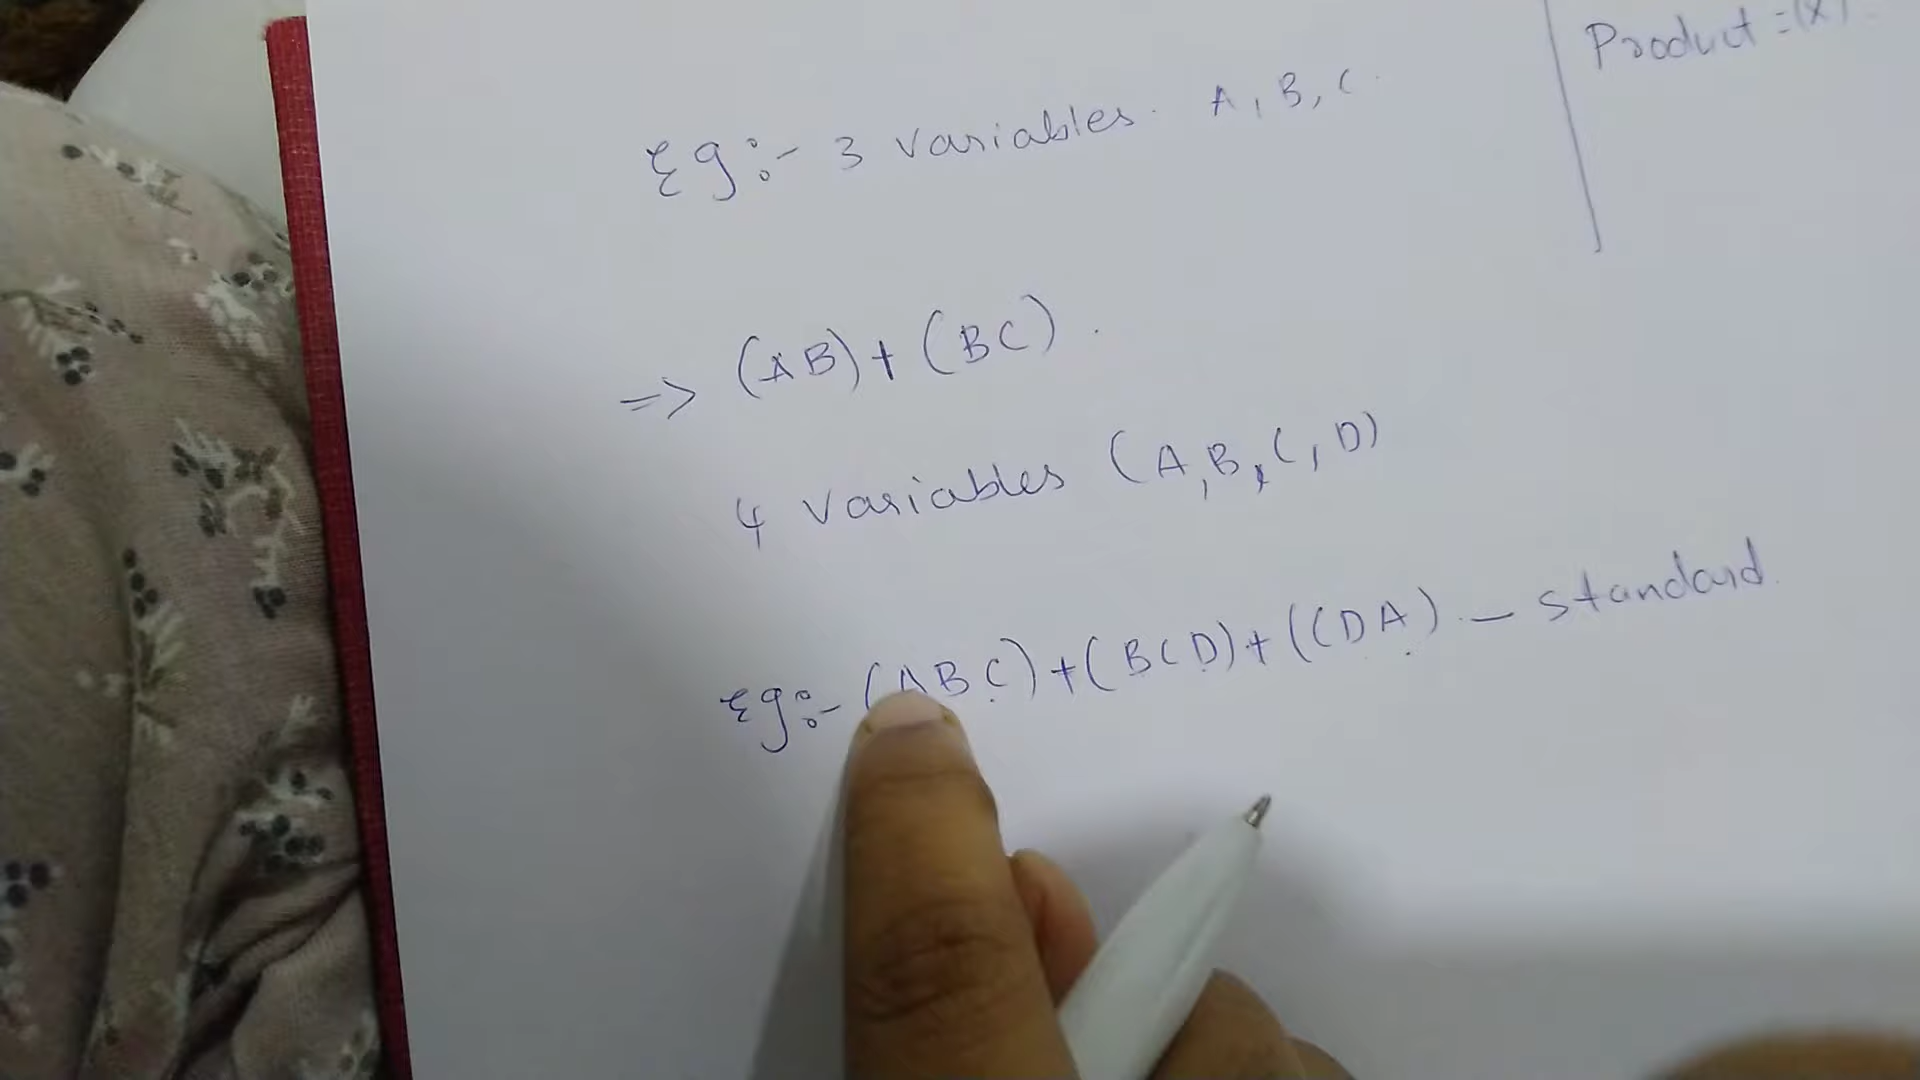 Product = (x)
Eg:- 3 variables. A, B, C.
=> (AB) + (BC).
4 variables (A, B, C, D)
Eg:- (ABC) + (BCD) + (CDA) - standard.